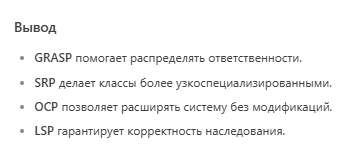 Вывод
GRASP помогает распределять ответственности.
SRP делает классы более узкоспециализированными.
OCP позволяет расширять систему без модификаций.
LSP гарантирует корректность наследования.